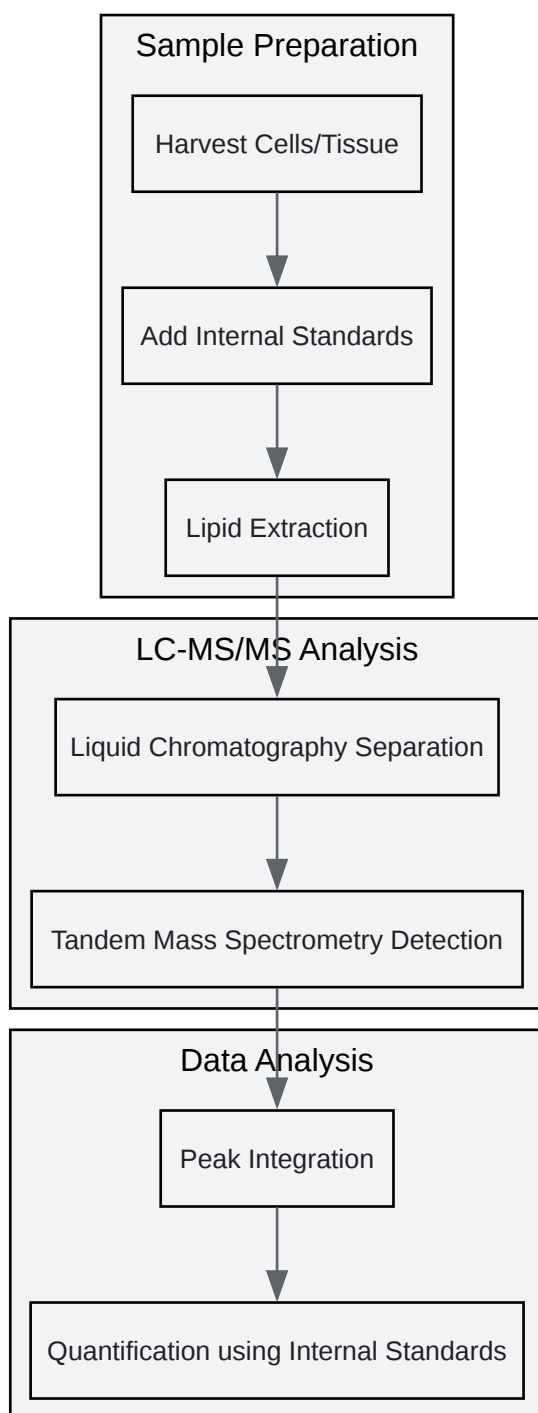 Sample Preparation
Harvest Cells/Tissue
Add Internal Standards
Lipid Extraction
LC-MS/MS Analysis
Liquid Chromatography Separation
Tandem Mass Spectrometry Detection
Data Analysis
Peak Integration
Quantification using Internal Standards